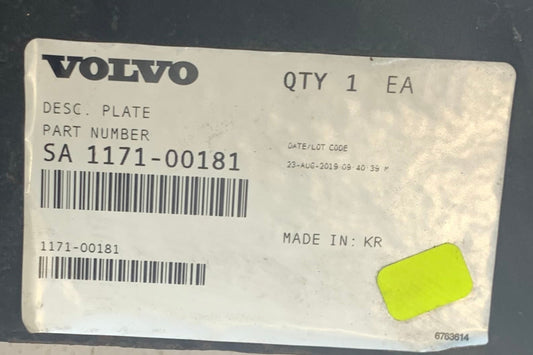 VOLVO
QTY 1 EA
DESC. PLATE
PART NUMBER
SA 1171-00181
DATE/LOT CODE
23-AUG-2019 09:40:39 M
1171-00181
MADE IN: KR
6763614